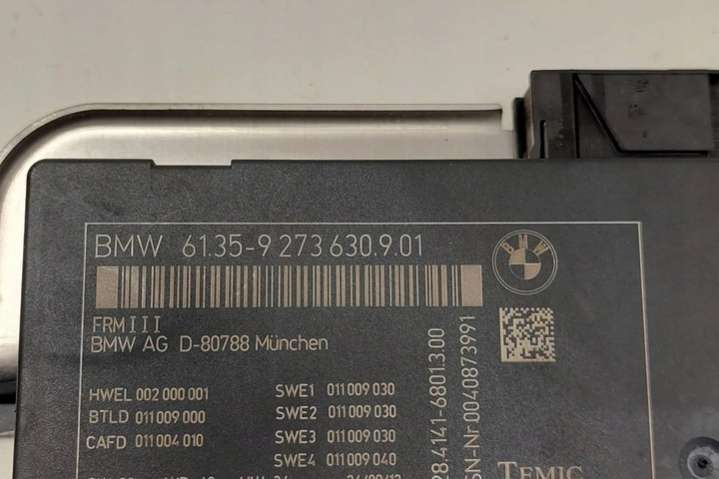 BMW 61.35-9 273 630.9.01
BMW
FRMIII
BMW AG D-80788 München
HWEL 002 000 001
BTLD 011 009 000
CAFD 011 004 010
SWE1 011 009 030
SWE2 011 009 030
SWE3 011 009 030
SWE4 011 009 040
28.4141-6801.3 00
SN-Nr 0040873991
TEMIC